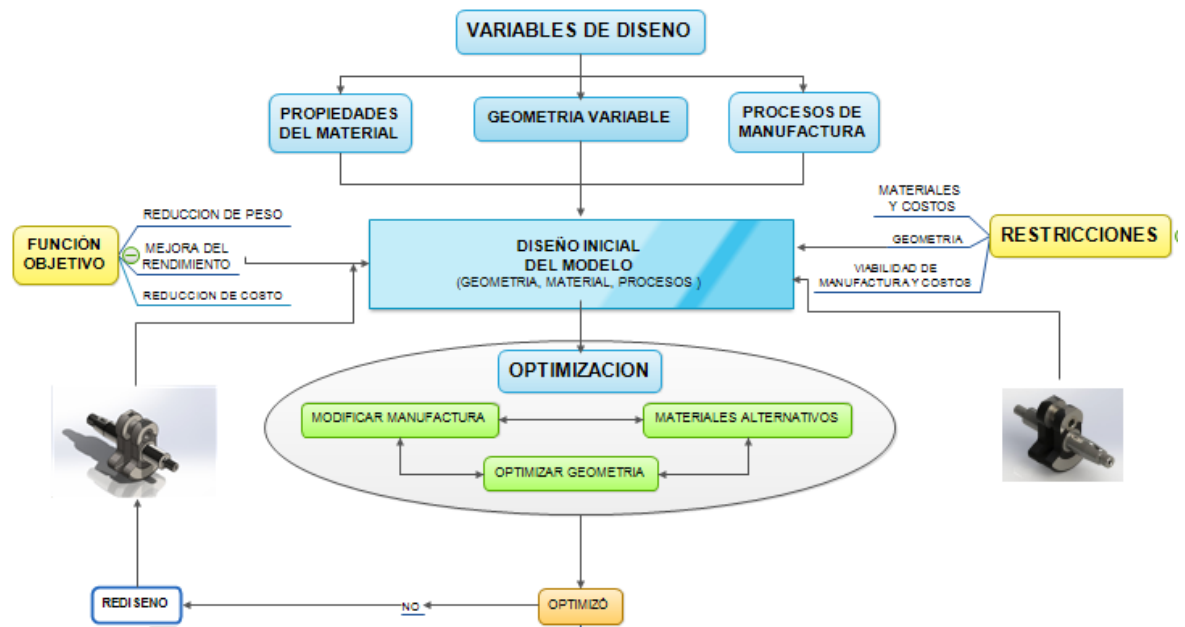 VARIABLES DE DISENO
PROPIEDADES
DEL MATERIAL
GEOMETRIA VARIABLE
PROCESOS DE
MANUFACTURA
FUNCIÓN
OBJETIVO
REDUCCION DE PESO
MEJORA DEL
RENDIMIENTO
REDUCCION DE COSTO
DISEÑO INICIAL
DEL MODELO
(GEOMETRIA, MATERIAL, PROCESOS )
MATERIALES
Y COSTOS
GEOMETRIA
VIABILIDAD DE
MANUFACTURA Y COSTOS
RESTRICCIONES
OPTIMIZACION
MODIFICAR MANUFACTURA
MATERIALES ALTERNATIVOS
OPTIMIZAR GEOMETRIA
REDISENO
NO
OPTIMIZÓ